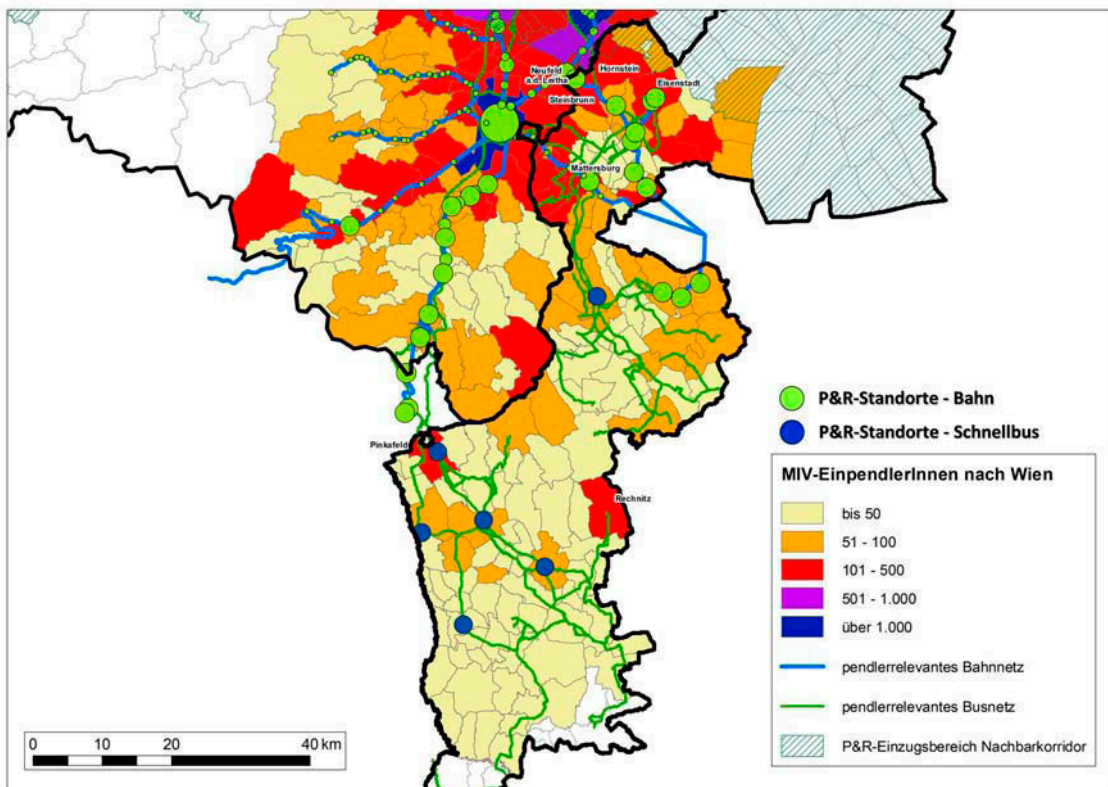 Neufeld
a.d. Leitha
Hornstein
Steinbrunn
Eisenstadt
Mattersburg
Pinkafeld
Rechnitz
P&R-Standorte - Bahn
P&R-Standorte - Schnellbus
MIV-EinpendlerInnen nach Wien
bis 50
51 - 100
101 - 500
501 - 1.000
über 1.000
pendlerrelevantes Bahnnetz
pendlerrelevantes Busnetz
P&R-Einzugsbereich Nachbarkorridor
0 10 20 40 km